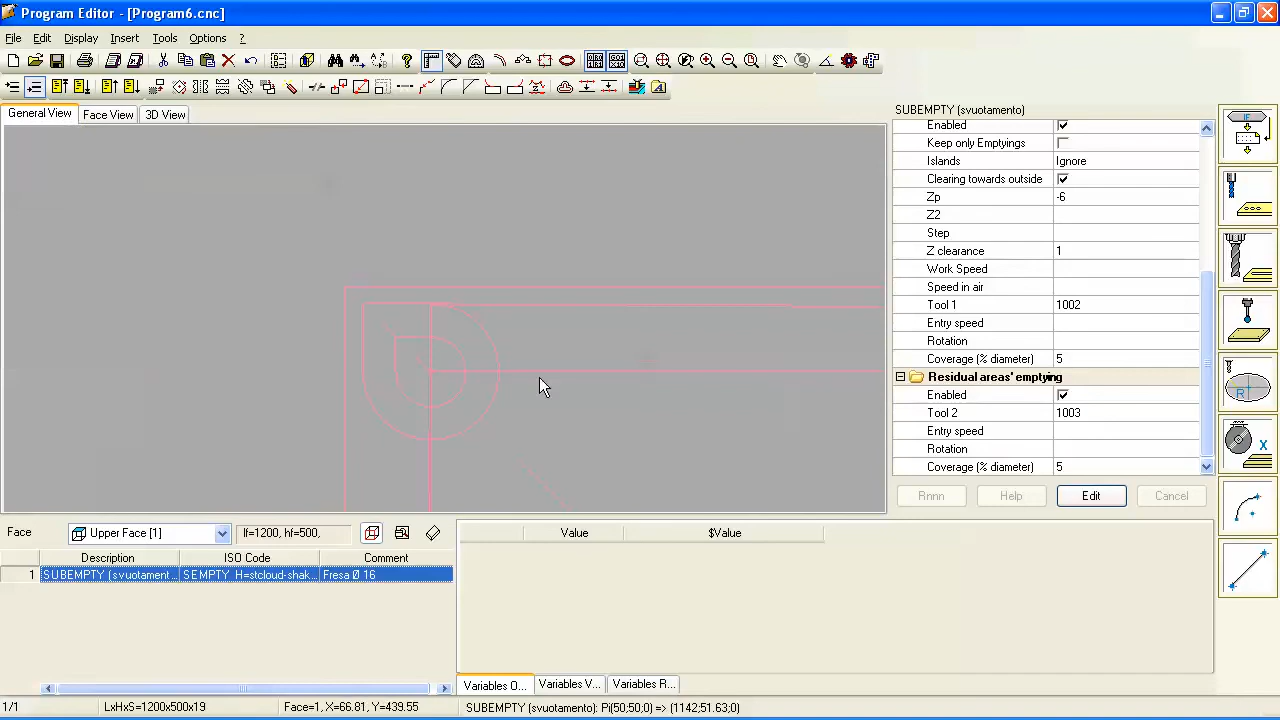 Program Editor - [Program6.cnc]
File Edit Display Insert Tools Options ?
General View Face View 3D View
SUBEMPTY (svuotamento)
Enabled
Keep only Emptyings
Islands Ignore
Clearing towards outside
Zp -6
Z2
Step
Z clearance 1
Work Speed
Speed in air
Tool 1 1002
Entry speed
Rotation
Coverage (% diameter) 5
Residual areas' emptying
Enabled
Tool 2 1003
Entry speed
Rotation
Coverage (% diameter) 5
Rnnn Help Edit Cancel
Face Upper Face [1] lf=1200, hf=500,
Value $Value
Description ISO Code Comment
1 SUBEMPTY (svuotament... SEMPTY H=stcloud-shak... Fresa Ø 16
Variables O... Variables V... Variables R...
1/1 LxHxS=1200x500x19 Face=1, X=66.81, Y=439.55 SUBEMPTY (svuotamento): Pi(50;50;0) => (1142;51.63;0)